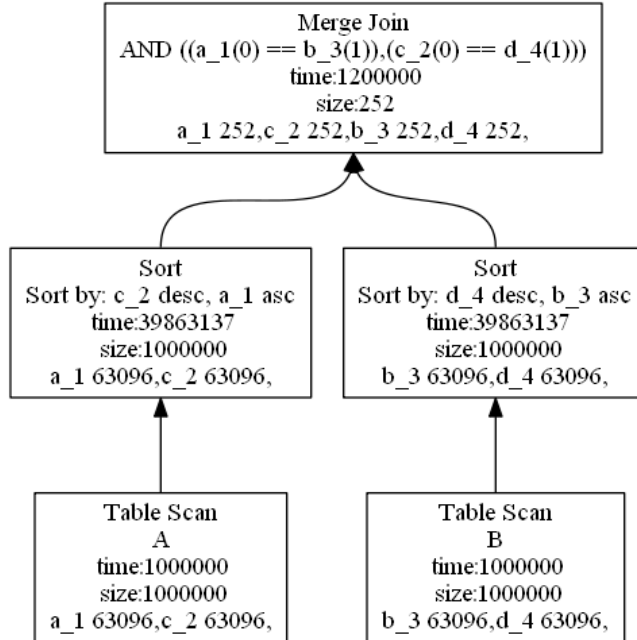 Merge Join
AND ((a_1(0) == b_3(1)),(c_2(0) == d_4(1)))
time:1200000
size:252
a_1 252,c_2 252,b_3 252,d_4 252,
Sort
Sort by: c_2 desc, a_1 asc
time:39863137
size:1000000
a_1 63096,c_2 63096,
Sort
Sort by: d_4 desc, b_3 asc
time:39863137
size:1000000
b_3 63096,d_4 63096,
Table Scan
A
time:1000000
size:1000000
a_1 63096,c_2 63096,
Table Scan
B
time:1000000
size:1000000
b_3 63096,d_4 63096,